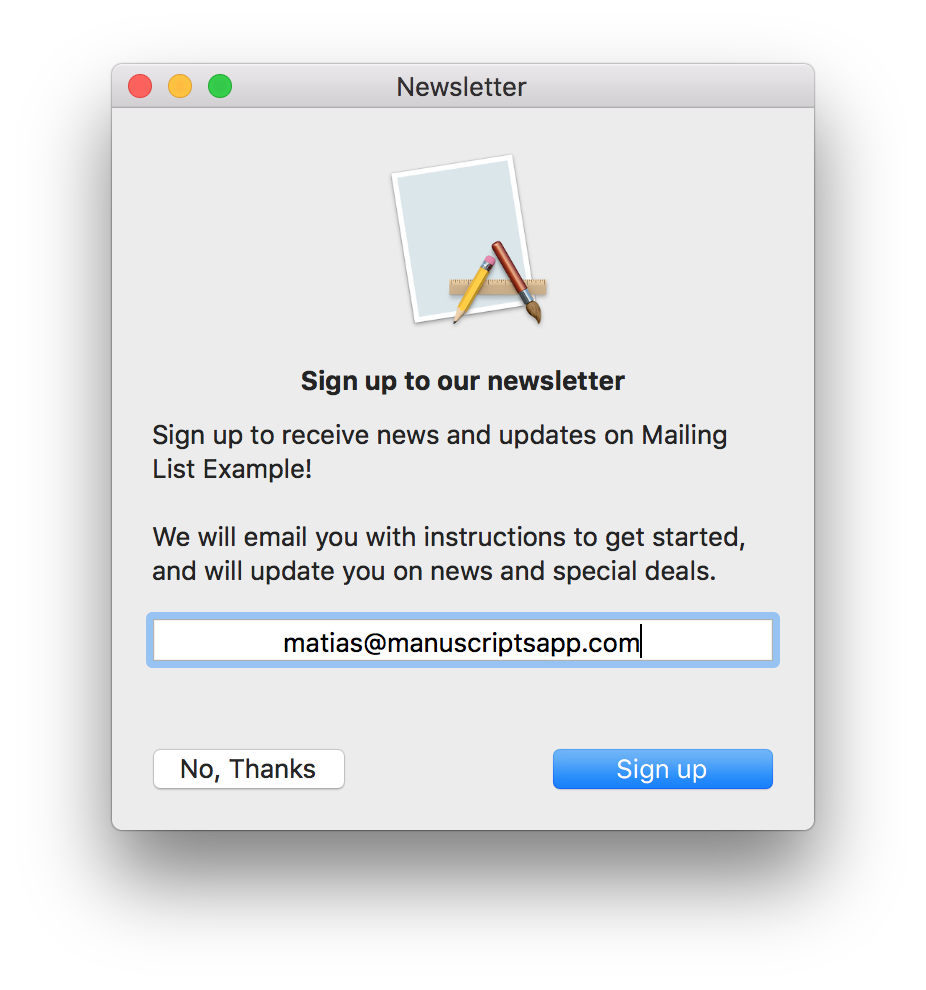 Newsletter
Sign up to our newsletter
Sign up to receive news and updates on Mailing
List Example!
We will email you with instructions to get started,
and will update you on news and special deals.
matias@manuscriptsapp.com
No, Thanks
Sign up